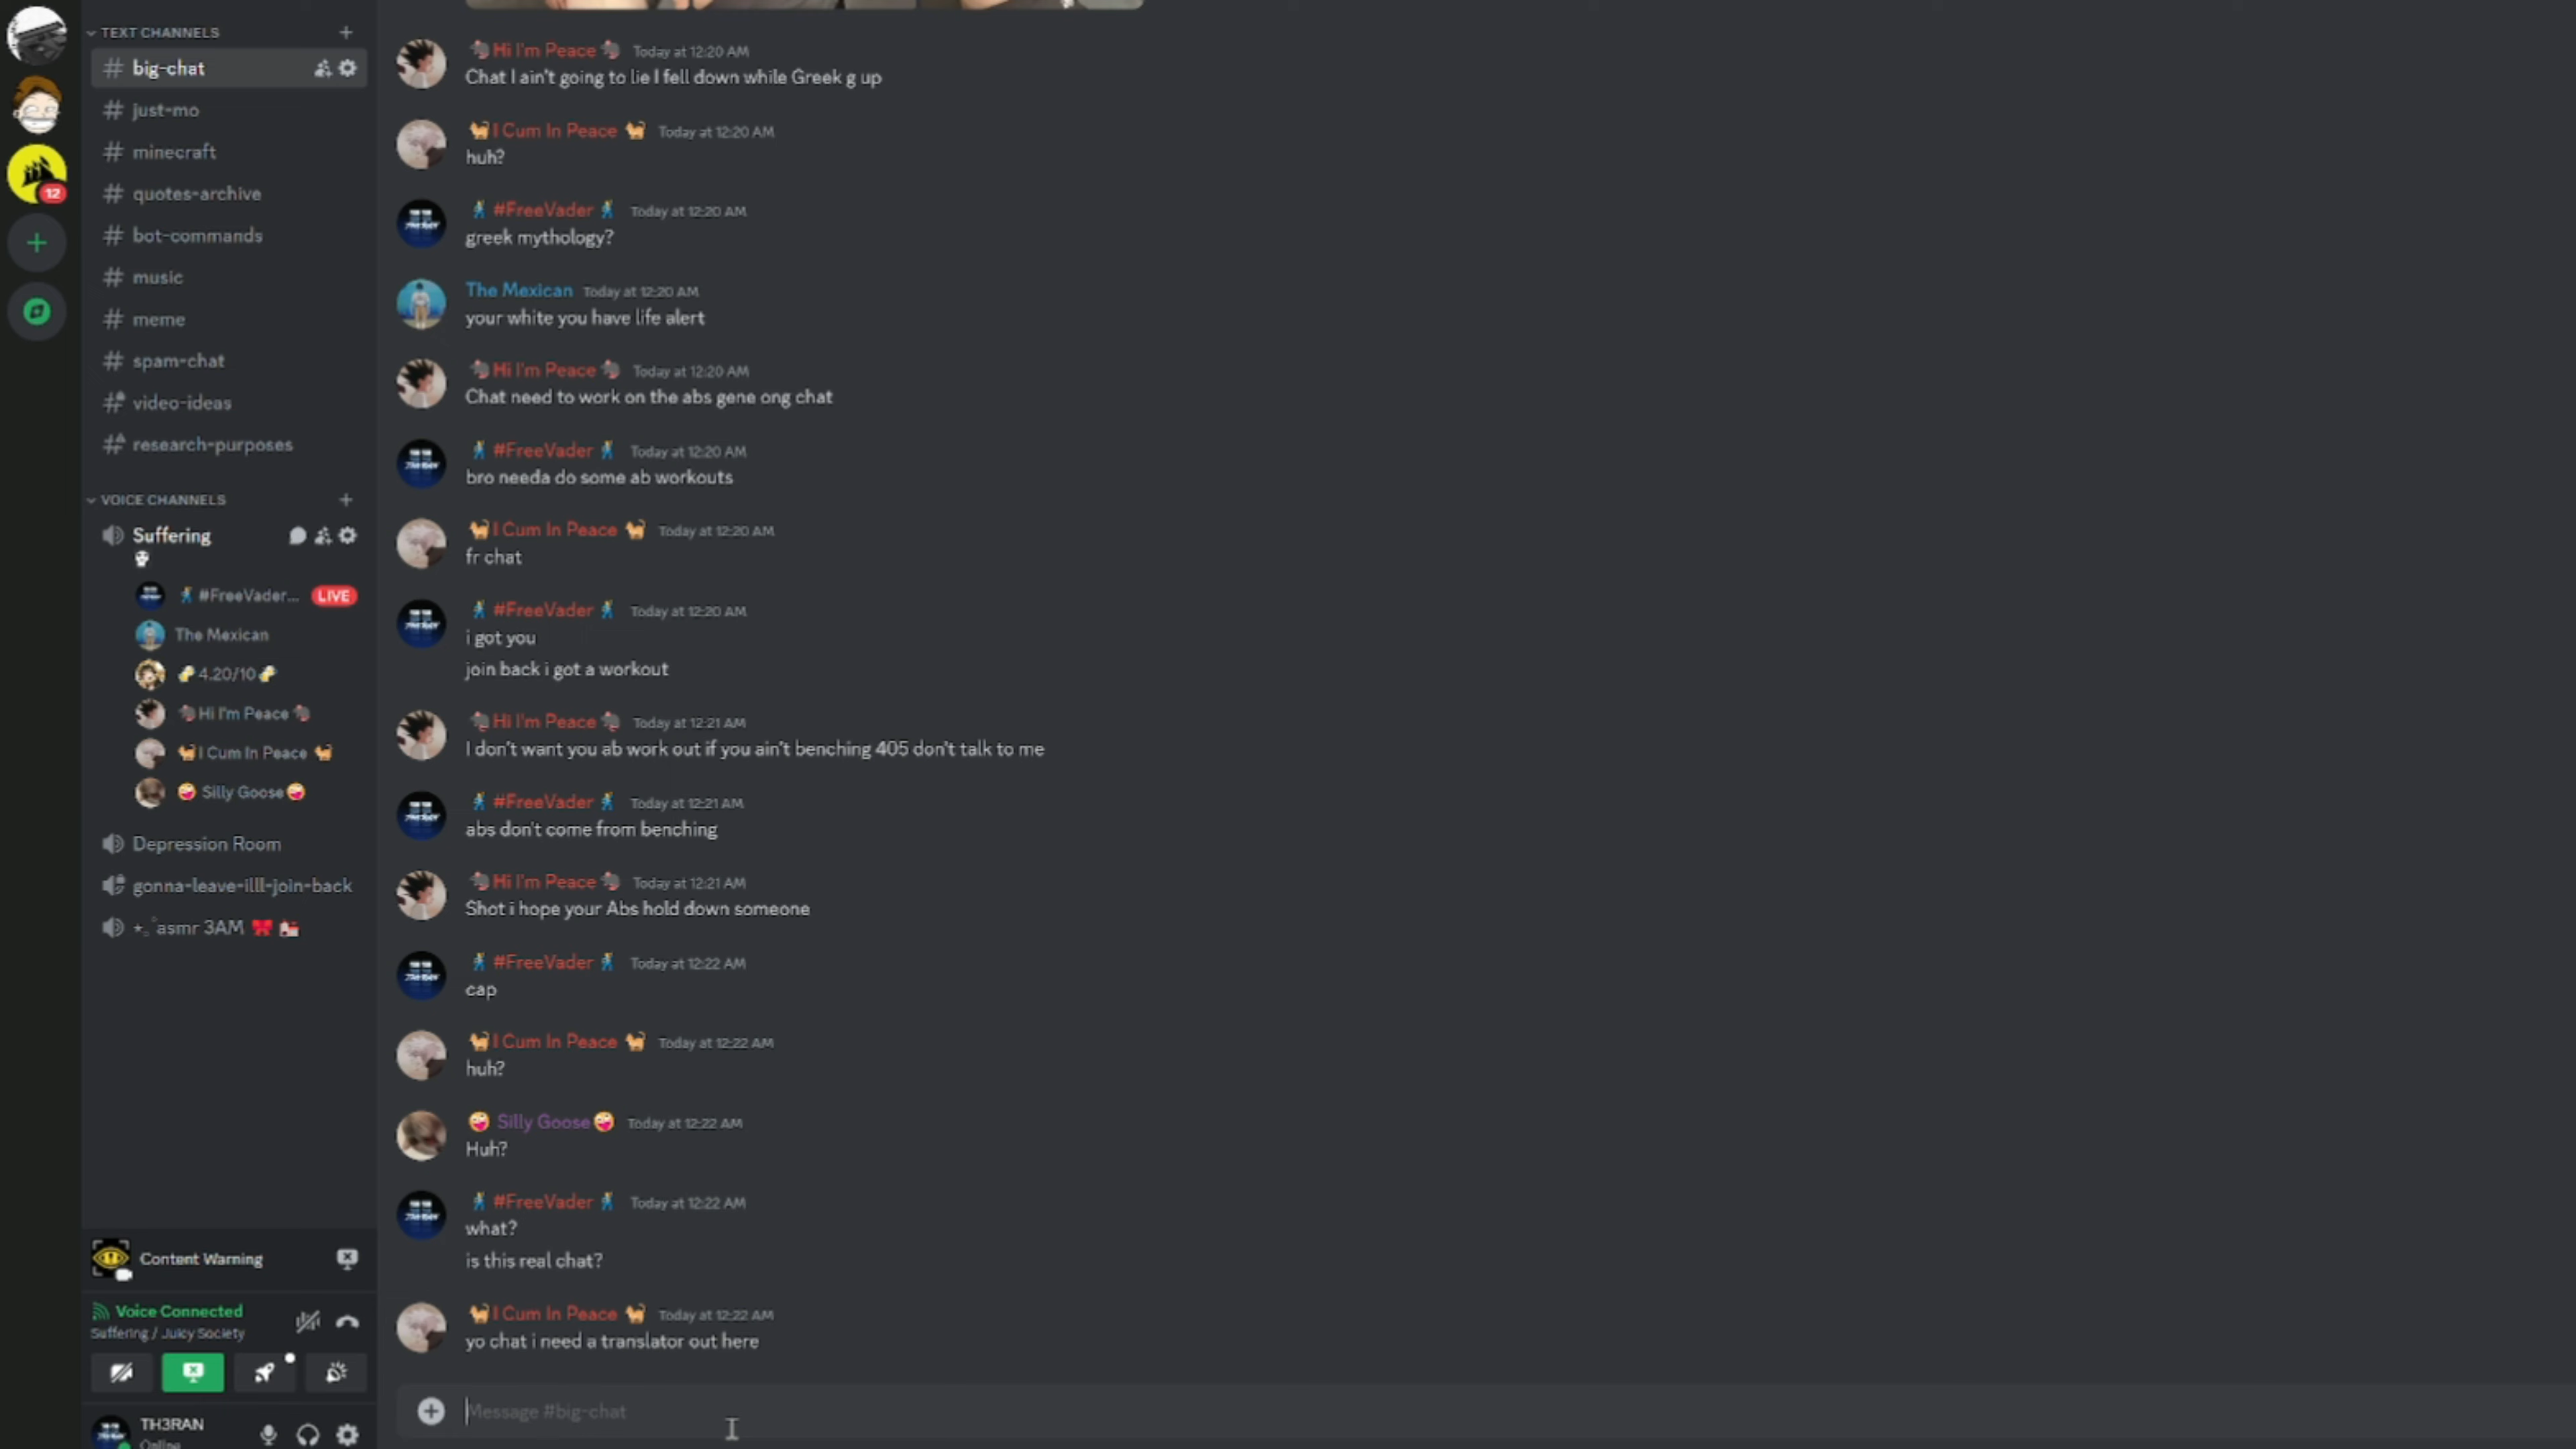 TEXT CHANNELS
big-chat
just-mo
minecraft
quotes-archive
bot-commands
music
meme
spam-chat
video-ideas
research-purposes
VOICE CHANNELS
Suffering
#FreeVader... LIVE
The Mexican
4.20/10
Hi I'm Peace
I Cum In Peace
Silly Goose
Depression Room
gonna-leave-illl-join-back
asmr 3AM
12
Content Warning
Voice Connected
Suffering / Juicy Society
TH3RAN
Online
Hi I'm Peace Today at 12:20 AM
Chat I ain't going to lie I fell down while Greek g up
I Cum In Peace Today at 12:20 AM
huh?
#FreeVader Today at 12:20 AM
greek mythology?
The Mexican Today at 12:20 AM
your white you have life alert
Hi I'm Peace Today at 12:20 AM
Chat need to work on the abs gene ong chat
#FreeVader Today at 12:20 AM
bro needa do some ab workouts
I Cum In Peace Today at 12:20 AM
fr chat
#FreeVader Today at 12:20 AM
i got you
join back i got a workout
Hi I'm Peace Today at 12:21 AM
I don't want you ab work out if you ain't benching 405 don't talk to me
#FreeVader Today at 12:21 AM
abs don't come from benching
Hi I'm Peace Today at 12:21 AM
Shot i hope your Abs hold down someone
#FreeVader Today at 12:22 AM
cap
I Cum In Peace Today at 12:22 AM
huh?
Silly Goose Today at 12:22 AM
Huh?
#FreeVader Today at 12:22 AM
what?
is this real chat?
I Cum In Peace Today at 12:22 AM
yo chat i need a translator out here
Message #big-chat